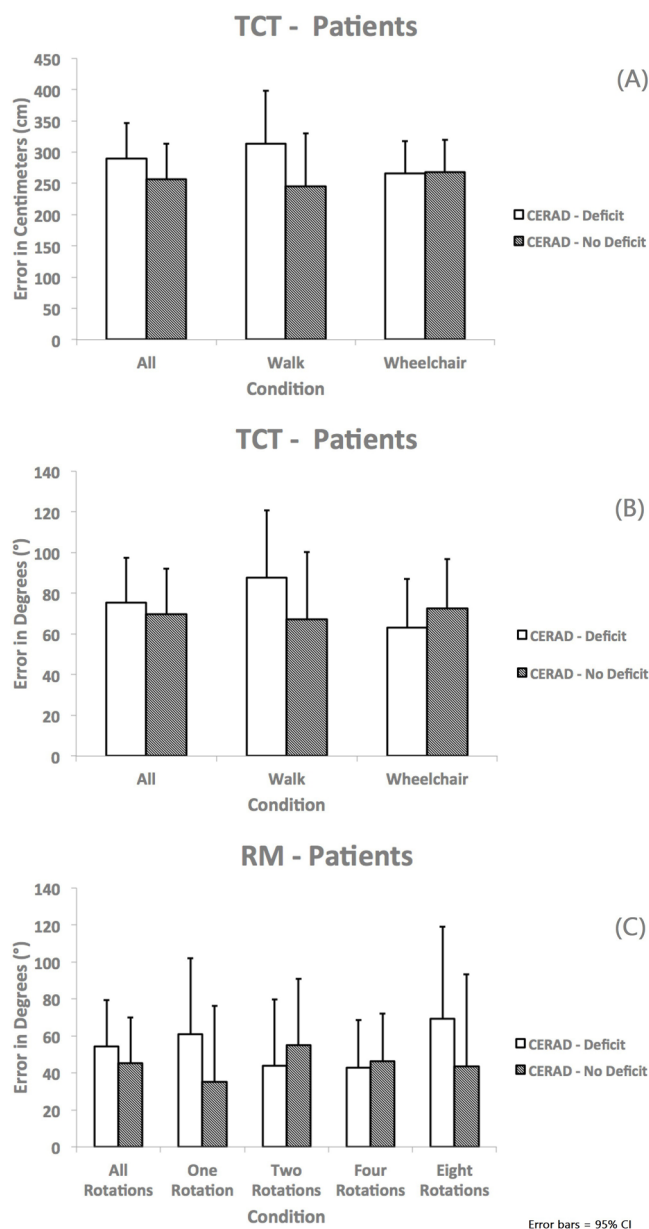 TCT - Patients
(A)
Error in Centimeters (cm)
450
400
350
300
250
200
150
100
50
0
CERAD - Deficit
CERAD - No Deficit
All Walk Wheelchair
Condition
TCT - Patients
(B)
Error in Degrees (°)
140
120
100
80
60
40
20
0
CERAD - Deficit
CERAD - No Deficit
All Walk Wheelchair
Condition
RM - Patients
(C)
Error in Degrees (°)
140
120
100
80
60
40
20
0
CERAD - Deficit
CERAD - No Deficit
All One Two Four Eight
Rotations Rotation Rotations Rotations Rotations
Condition
Error bars = 95% CI